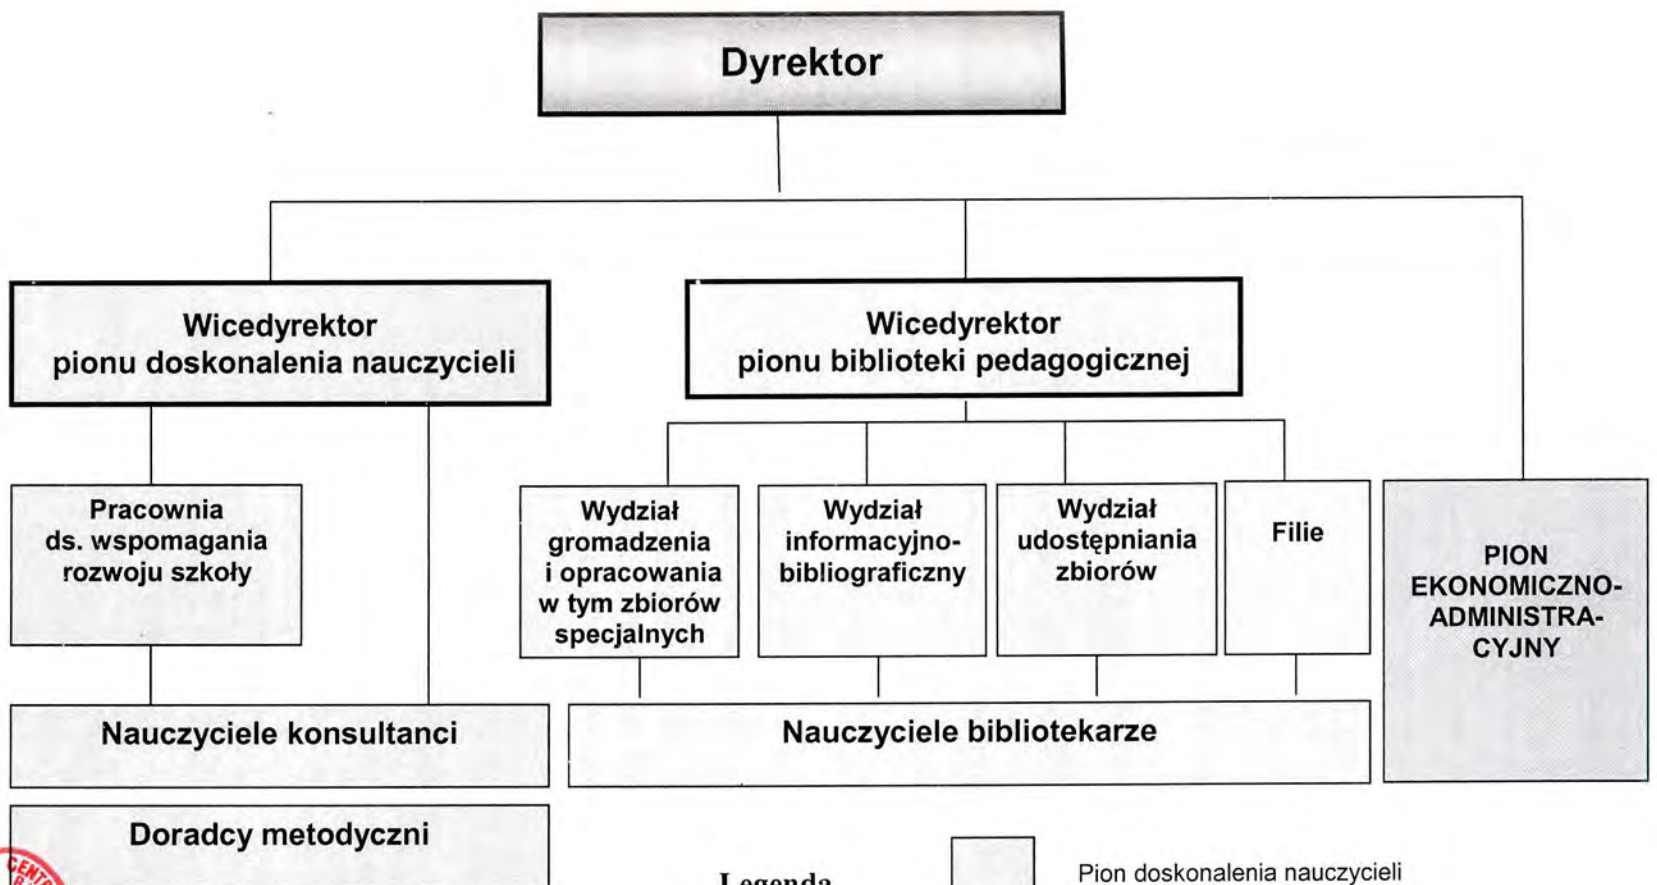 Dyrektor
Wicedyrektor
pionu doskonalenia nauczycieli
Wicedyrektor
pionu biblioteki pedagogicznej
Pracownia
ds. wspomagania
rozwoju szkoły
Wydział
gromadzenia
i opracowania
w tym zbiorów
specjalnych
Wydział
informacyjno-
bibliograficzny
Wydział
udostępniania
zbiorów
Filie
PION
EKONOMICZNO-
ADMINISTRA-
CYJNY
Nauczyciele konsultanci
Nauczyciele bibliotekarze
Doradcy metodyczni
Legenda
Pion doskonalenia nauczycieli